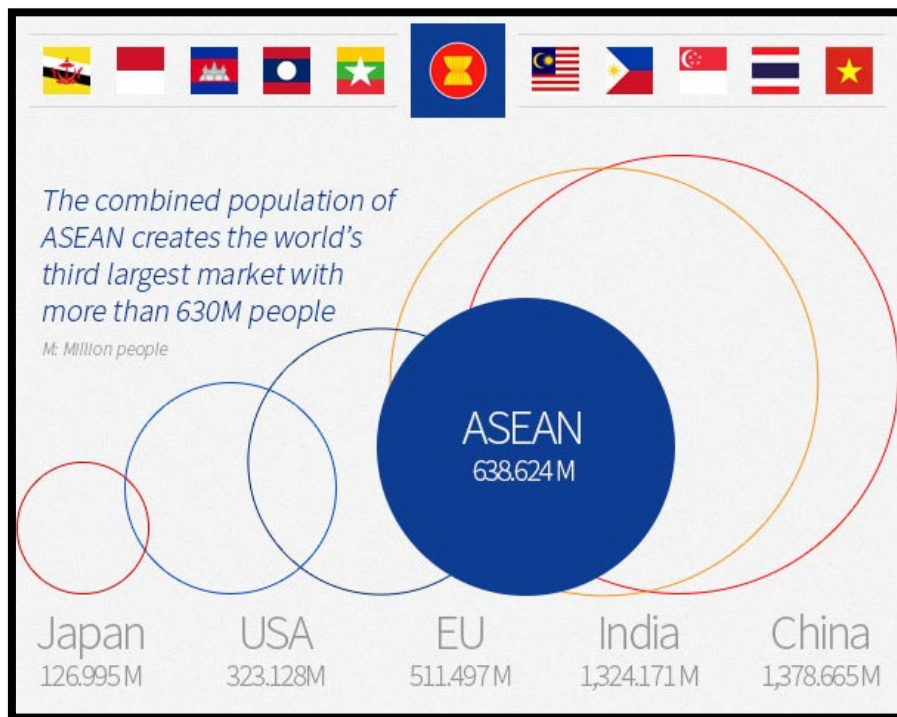 The combined population of
ASEAN creates the world's
third largest market with
more than 630M people
M: Million people
ASEAN
638.624 M
Japan
126.995 M
USA
323.128M
EU
511.497 M
India
1,324.171 M
China
1,378.665 M